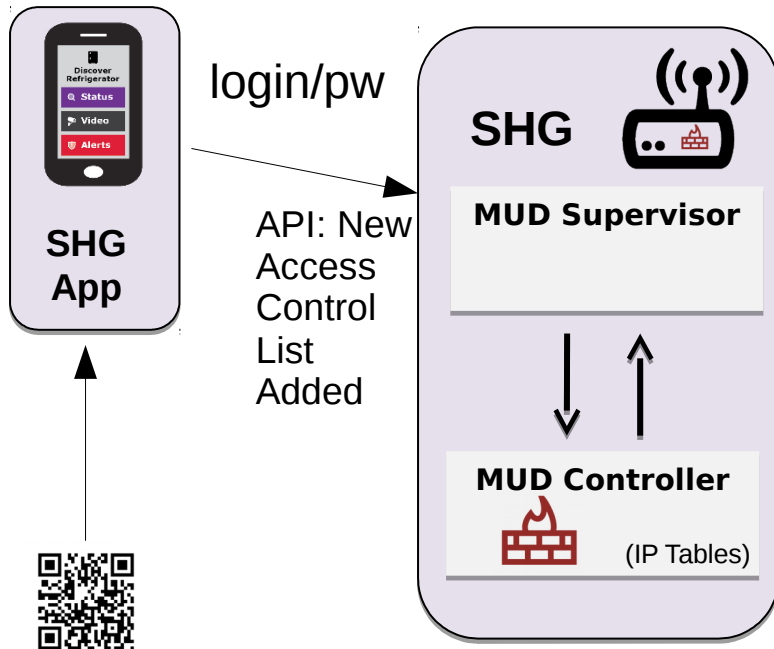 Discover
Refrigerator
Status
Video
Alerts
SHG
App
login/pw
API: New
Access
Control
List
Added
SHG
MUD Supervisor
MUD Controller
(IP Tables)